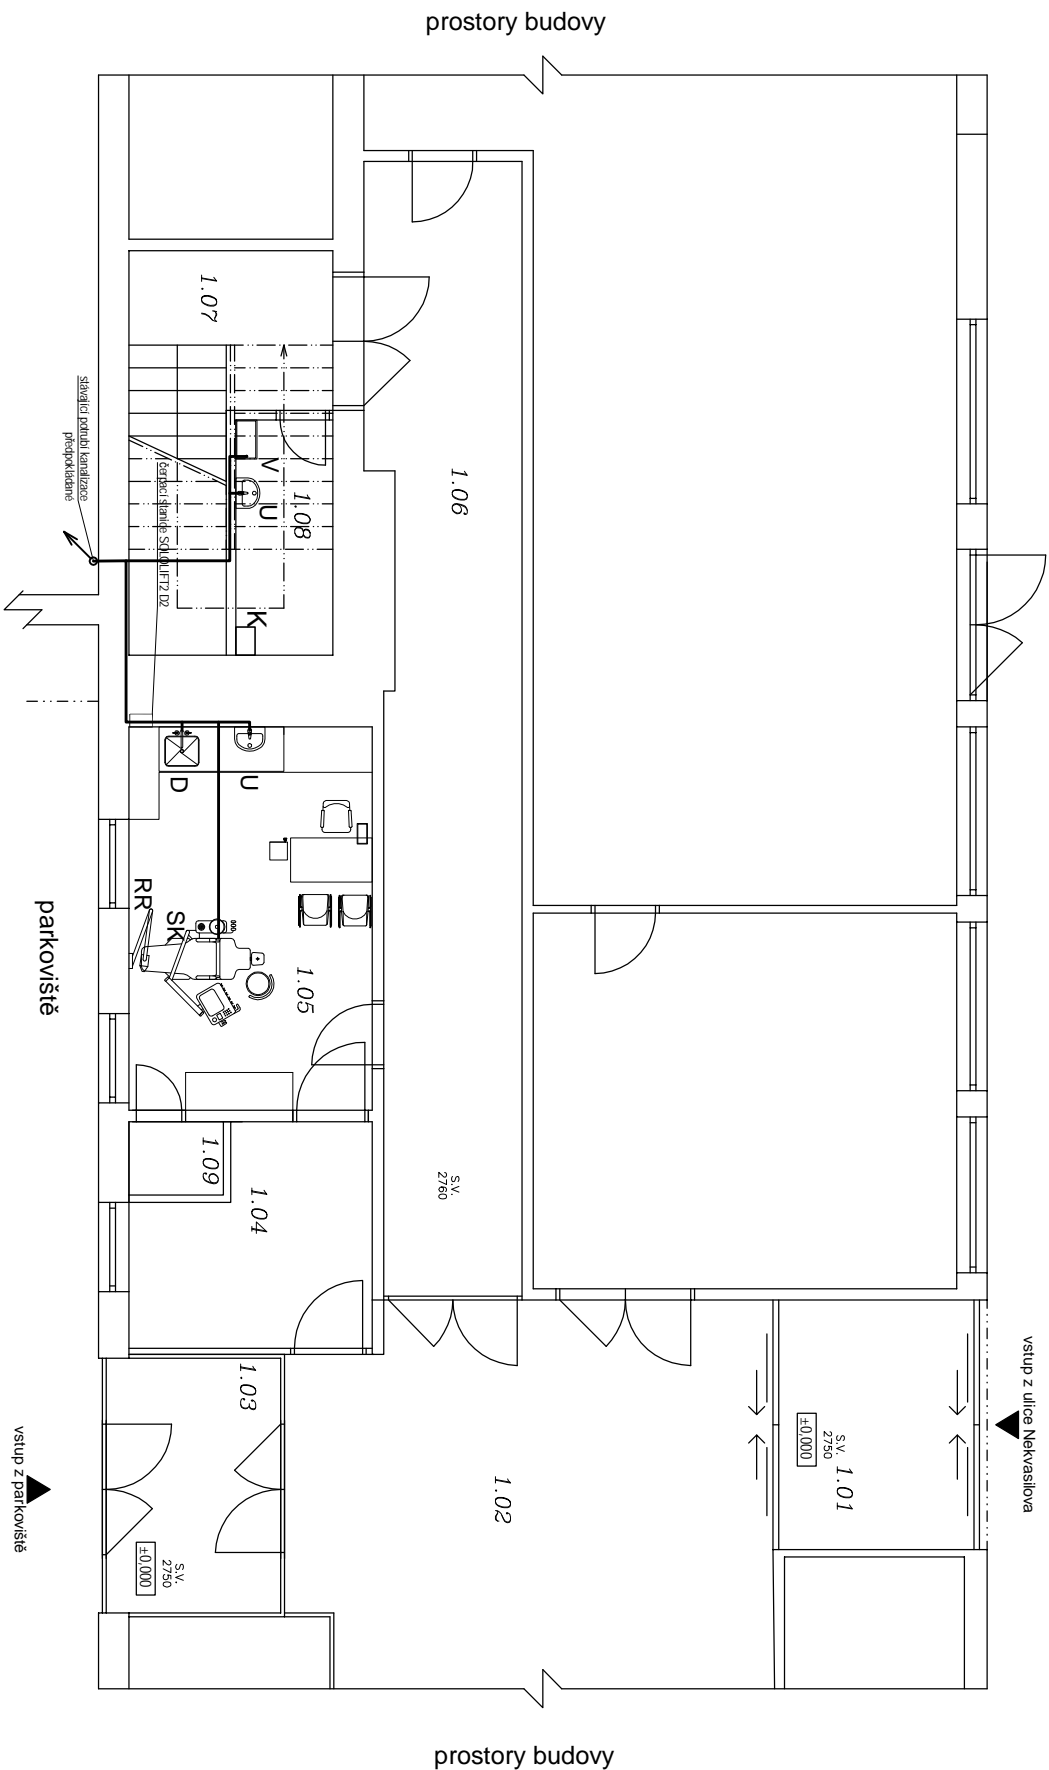 prostory budovy
1.07
stávající potrubí kanalizace
předpokládané
čerpací stanice SOLOLIFT2 D2
V
U
1.08
K
1.06
D
U
RR
SK
1.05
parkoviště
1.09
1.04
S.V.
2760
1.03
1.02
S.V.
2750
±0,000
1.01
vstup z ulice Nekvasilova
S.V.
2750
±0,000
vstup z parkoviště
prostory budovy